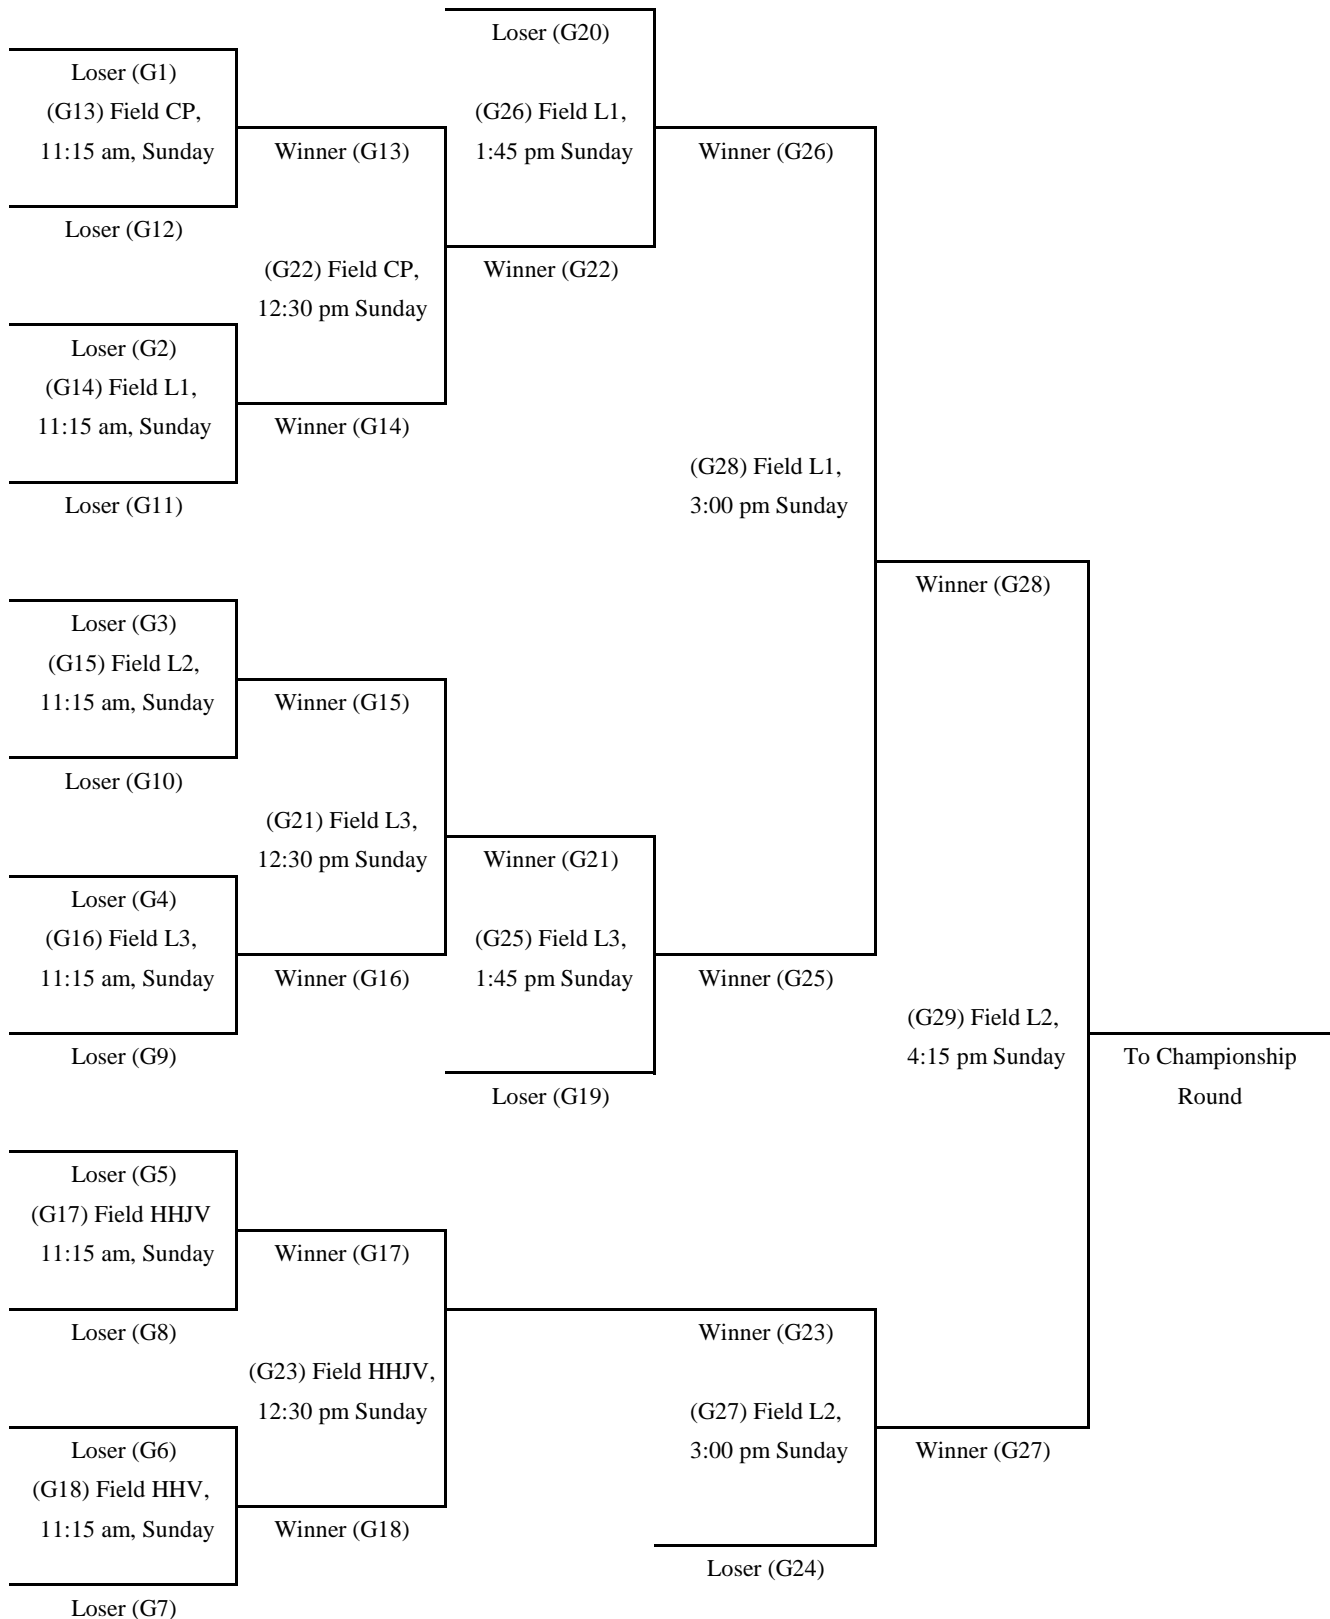 Loser (G20)
Loser (G1)
(G13) Field CP,
11:15 am, Sunday
Loser (G12)
Winner (G13)
(G26) Field L1,
1:45 pm Sunday
Winner (G26)
(G22) Field CP,
12:30 pm Sunday
Winner (G22)
Loser (G2)
(G14) Field L1,
11:15 am, Sunday
Loser (G11)
Winner (G14)
(G28) Field L1,
3:00 pm Sunday
Winner (G28)
Loser (G3)
(G15) Field L2,
11:15 am, Sunday
Loser (G10)
Winner (G15)
(G21) Field L3,
12:30 pm Sunday
Winner (G21)
Loser (G4)
(G16) Field L3,
11:15 am, Sunday
Loser (G9)
Winner (G16)
(G25) Field L3,
1:45 pm Sunday
Winner (G25)
Loser (G19)
(G29) Field L2,
4:15 pm Sunday
To Championship
Round
Loser (G5)
(G17) Field HHJV
11:15 am, Sunday
Loser (G8)
Winner (G17)
(G23) Field HHJV,
12:30 pm Sunday
Winner (G23)
Loser (G6)
(G18) Field HHV,
11:15 am, Sunday
Loser (G7)
Winner (G18)
(G27) Field L2,
3:00 pm Sunday
Winner (G27)
Loser (G24)